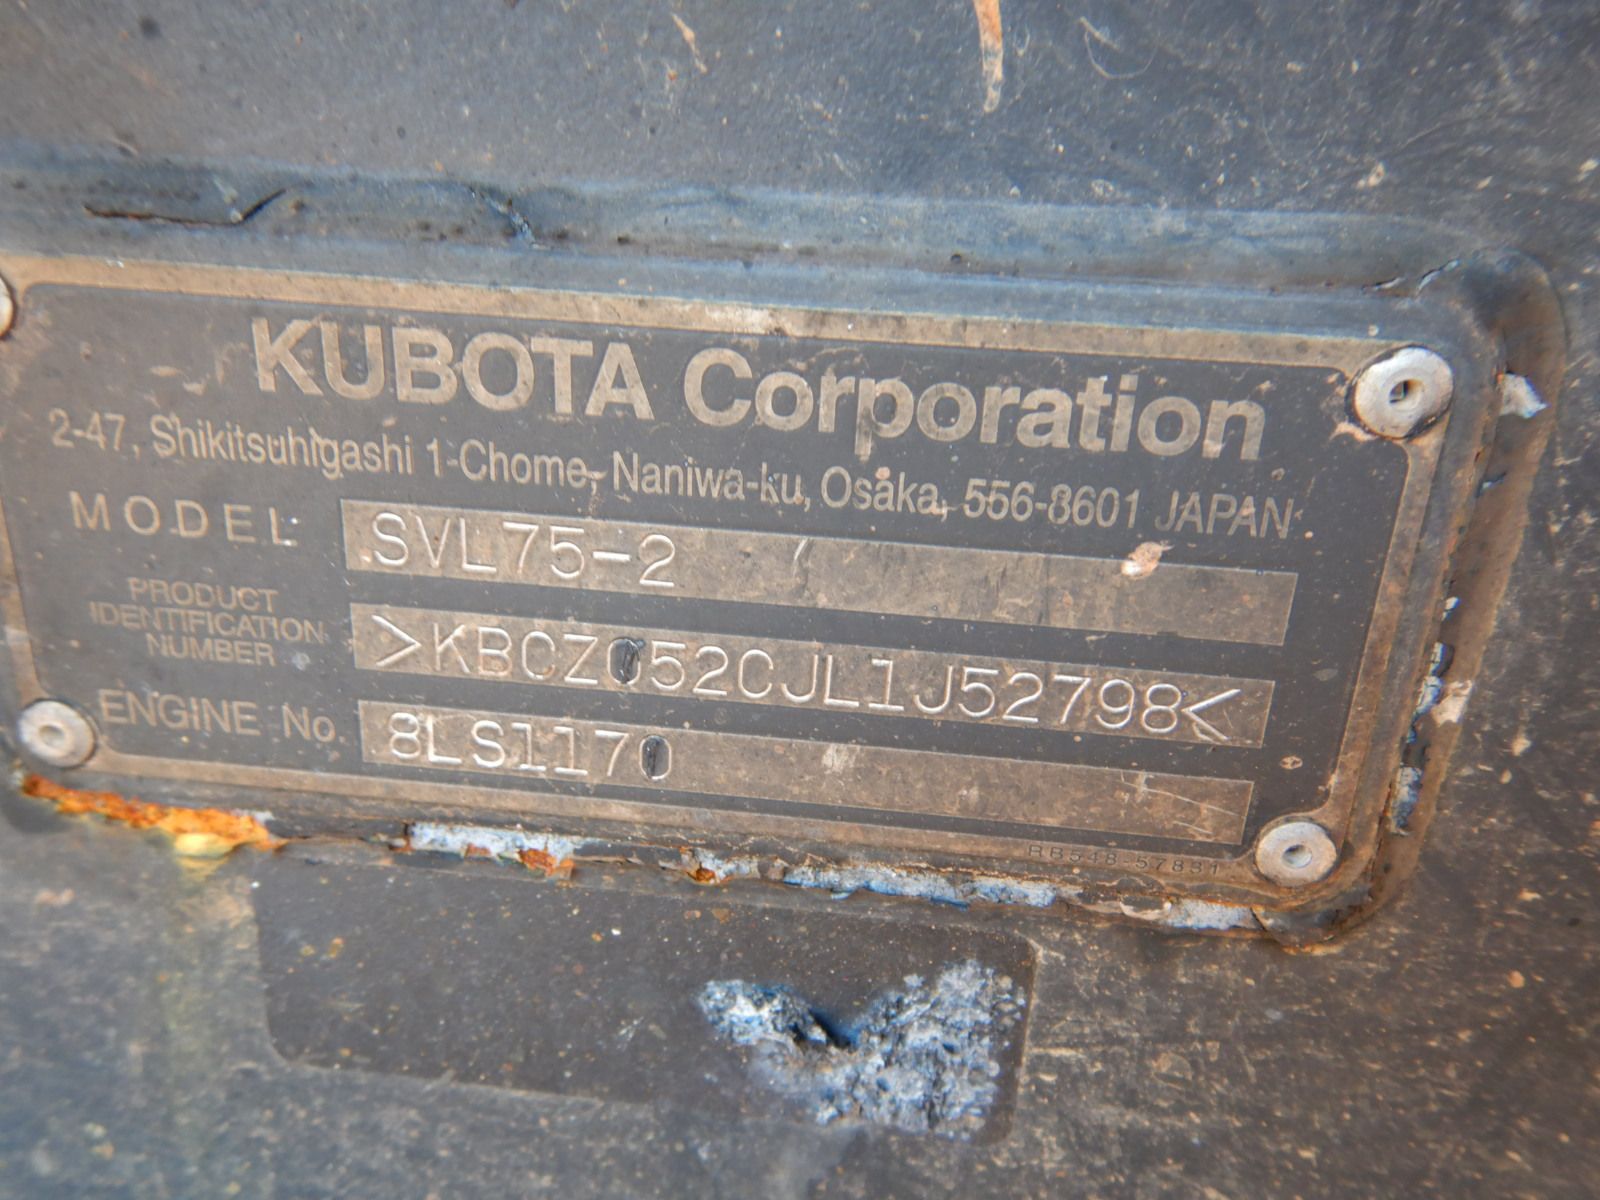 KUBOTA Corporation
2-47, Shikitsuhigashi 1-Chome, Naniwa-ku, Osaka, 556-8601 JAPAN
MODEL SVL75-2
PRODUCT
IDENTIFICATION
NUMBER >KBCZ052CJL1J52798<
ENGINE No. 8LS1170
RB548-57831